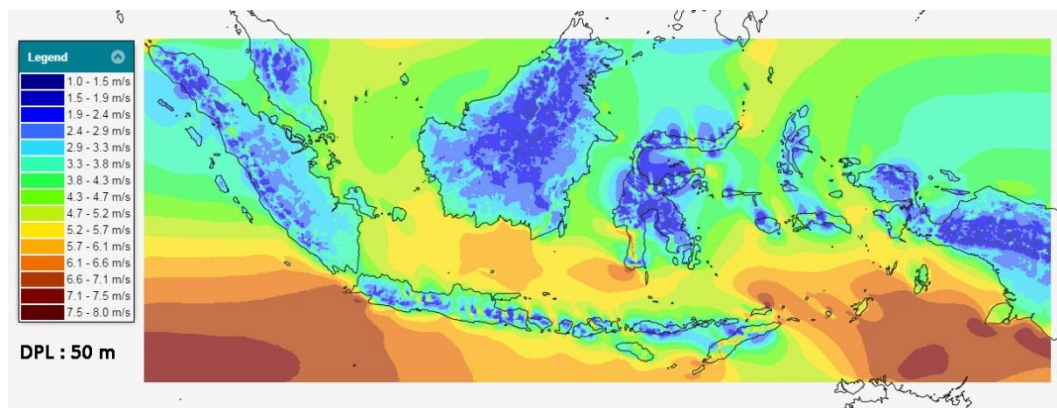 Legend
1.0 - 1.5 m/s
1.5 - 1.9 m/s
1.9 - 2.4 m/s
2.4 - 2.9 m/s
2.9 - 3.3 m/s
3.3 - 3.8 m/s
3.8 - 4.3 m/s
4.3 - 4.7 m/s
4.7 - 5.2 m/s
5.2 - 5.7 m/s
5.7 - 6.1 m/s
6.1 - 6.6 m/s
6.6 - 7.1 m/s
7.1 - 7.5 m/s
7.5 - 8.0 m/s
DPL : 50 m